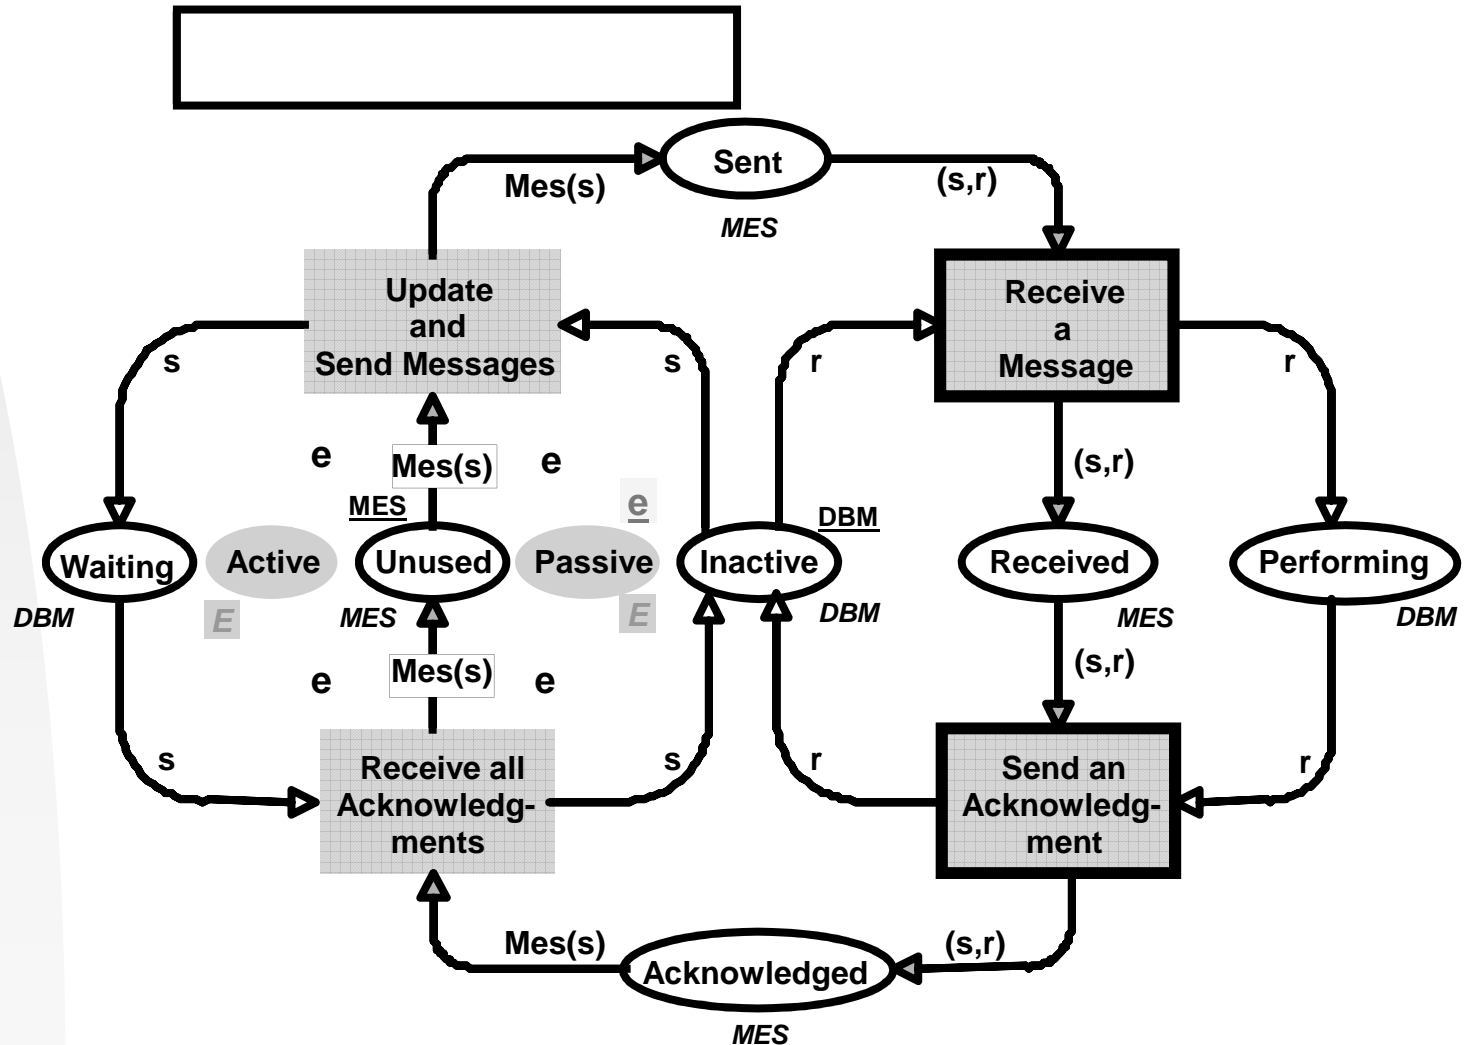 Sent
Mes(s)
(s,r)
MES
Update
and
Send Messages
Receive
a
Message
s
s
r
r
e
Mes(s)
e
(s,r)
MES
e
DBM
Waiting
Active
Unused
Passive
Inactive
Received
Performing
DBM
E
MES
E
DBM
MES
DBM
e
Mes(s)
e
(s,r)
s
s
r
r
Receive all
Acknowledg-
ments
Send an
Acknowledg-
ment
Mes(s)
(s,r)
Acknowledged
MES